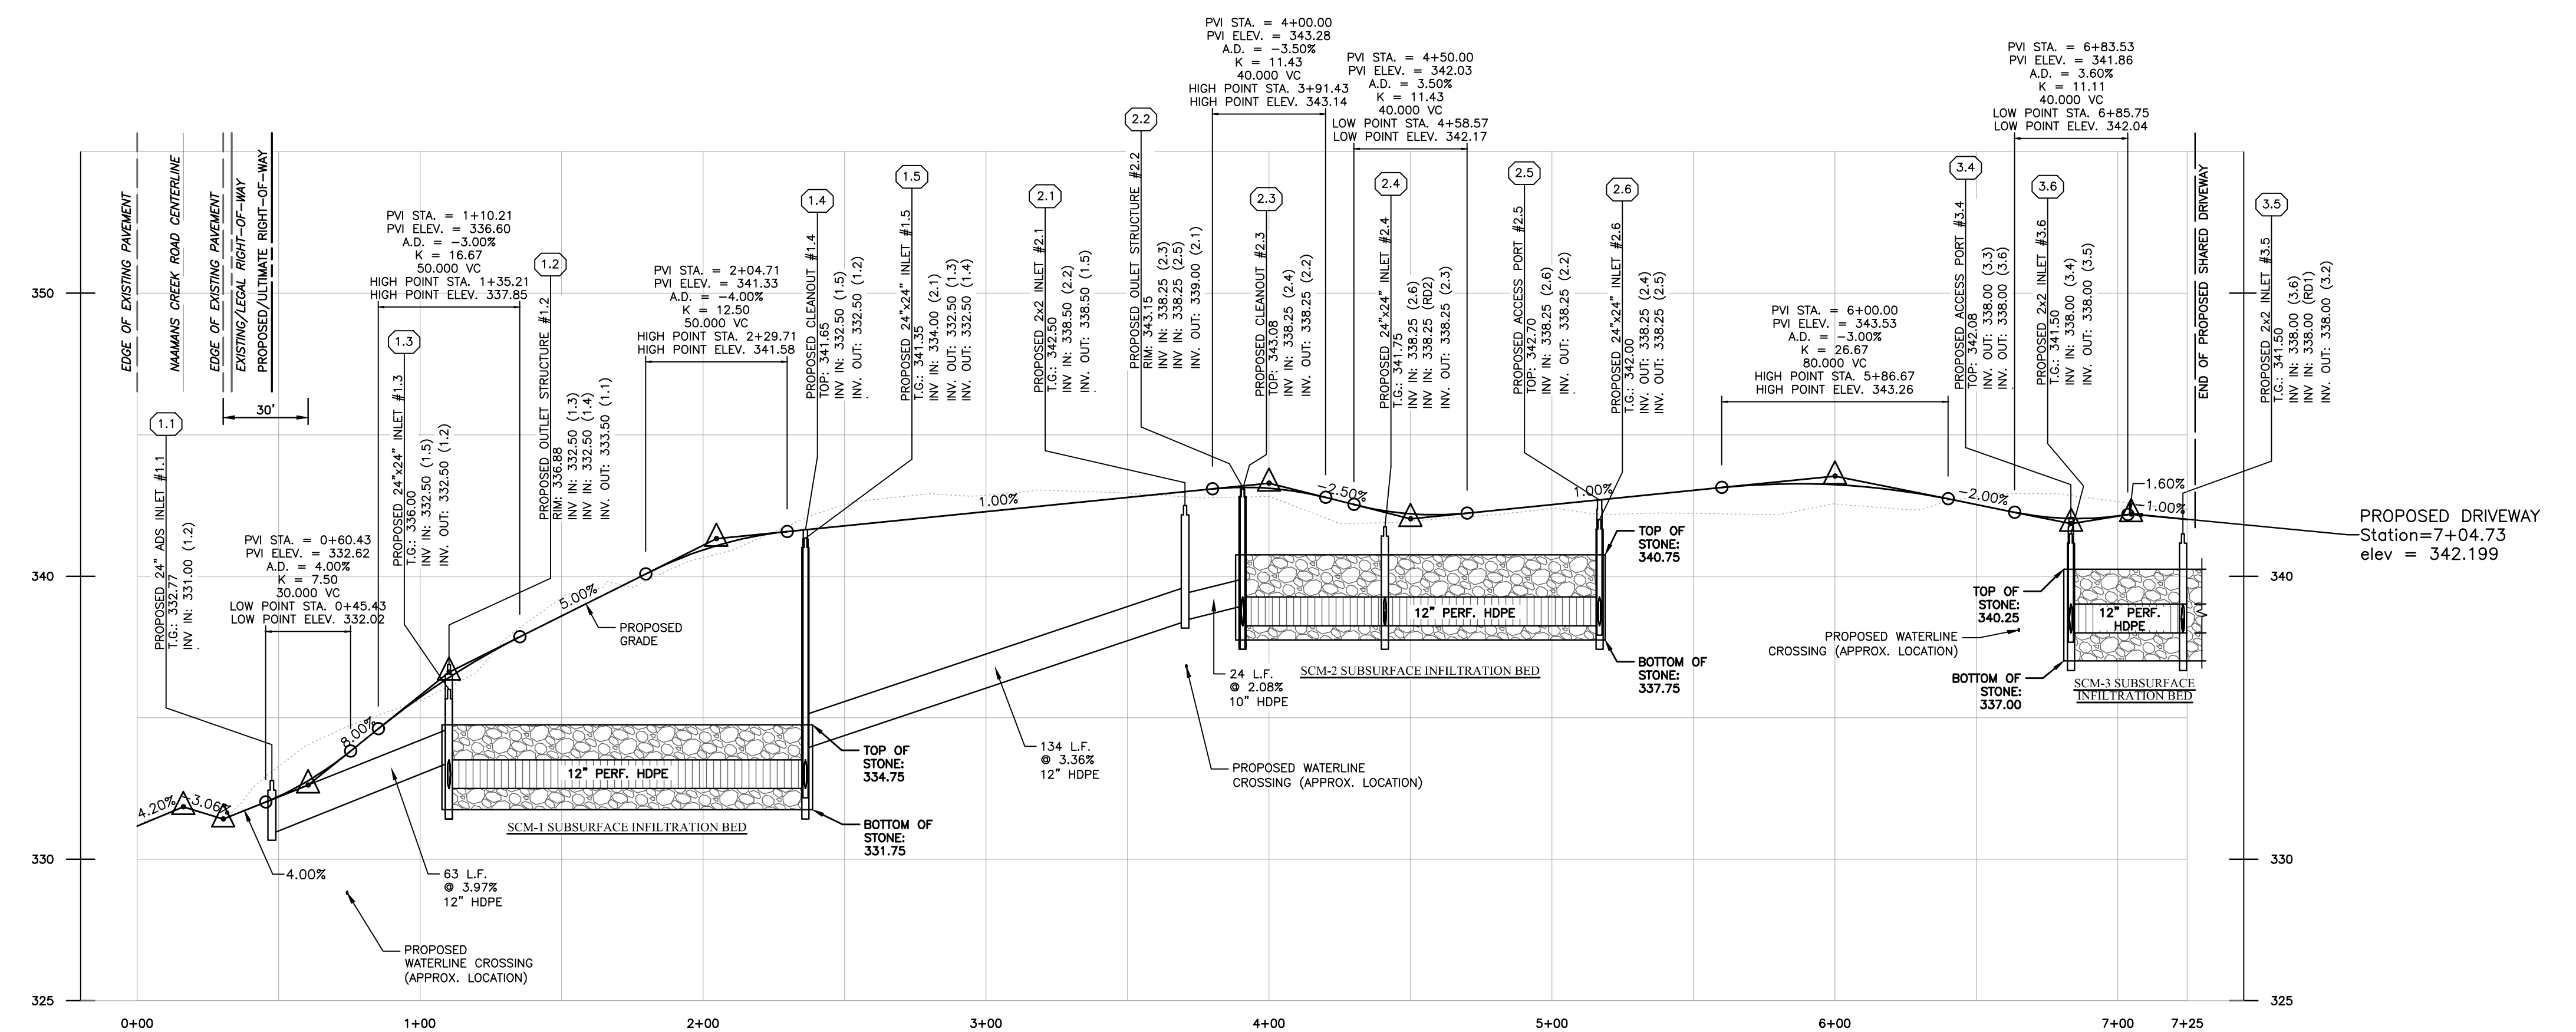 PVI STA. = 4+00.00
PVI ELEV. = 343.28
A.D. = -3.50%
K = 11.43
40.000 VC
HIGH POINT STA. 3+91.43
HIGH POINT ELEV. 343.14
PVI STA. = 4+50.00
PVI ELEV. = 342.03
A.D. = 3.50%
K = 11.43
40.000 VC
LOW POINT STA. 4+58.57
LOW POINT ELEV. 342.17
PVI STA. = 6+83.53
PVI ELEV. = 341.86
A.D. = 3.60%
K = 11.11
40.000 VC
LOW POINT STA. 6+85.75
LOW POINT ELEV. 342.04
EDGE OF EXISTING PAVEMENT
NAAMANS CREEK ROAD CENTERLINE
EDGE OF EXISTING PAVEMENT
EXISTING/LEGAL RIGHT-OF-WAY
PROPOSED/ULTIMATE RIGHT-OF-WAY
30'
PVI STA. = 1+10.21
PVI ELEV. = 336.60
A.D. = -3.00%
K = 16.67
50.000 VC
HIGH POINT STA. 1+35.21
HIGH POINT ELEV. 337.85
PVI STA. = 2+04.71
PVI ELEV. = 341.33
A.D. = -4.00%
K = 12.50
50.000 VC
HIGH POINT STA. 2+29.71
HIGH POINT ELEV. 341.58
PVI STA. = 6+00.00
PVI ELEV. = 343.53
A.D. = -3.00%
K = 26.67
80.000 VC
HIGH POINT STA. 5+86.67
HIGH POINT ELEV. 343.26
PVI STA. = 0+60.43
PVI ELEV. = 332.62
A.D. = 4.00%
K = 7.50
30.000 VC
LOW POINT STA. 0+45.43
LOW POINT ELEV. 332.02
1.1
PROPOSED 24" ADS INLET #1.1
T.G.: 332.77
INV IN: 331.00 (1.2)
1.3
PROPOSED 24"x24" INLET #1.3
T.G.: 336.00
INV IN: 332.50 (1.5)
INV. OUT: 332.50 (1.2)
1.2
PROPOSED OUTLET STRUCTURE #1.2
RIM: 336.88
INV IN: 332.50 (1.3)
INV IN: 332.50 (1.4)
INV. OUT: 333.50 (1.1)
1.4
PROPOSED CLEANOUT #1.4
TOP: 341.65
INV IN: 332.50 (1.5)
INV. OUT: 332.50 (1.2)
1.5
PROPOSED 24"x24" INLET #1.5
T.G.: 341.35
INV IN: 334.00 (2.1)
INV. OUT: 332.50 (1.3)
INV. OUT: 332.50 (1.4)
2.1
PROPOSED 2x2 INLET #2.1
T.G.: 342.50
INV IN: 338.50 (2.2)
INV. OUT: 338.50 (1.5)
2.2
PROPOSED OUTLET STRUCTURE #2.2
RIM: 343.15
INV IN: 338.25 (2.3)
INV IN: 338.25 (2.5)
INV. OUT: 339.00 (2.1)
2.3
PROPOSED CLEANOUT #2.3
TOP: 343.08
INV IN: 338.25 (2.4)
INV. OUT: 338.25 (2.2)
2.4
PROPOSED 24"x24" INLET #2.4
T.G.: 341.75
INV IN: 338.25 (2.6)
INV IN: 338.25 (RD2)
INV. OUT: 338.25 (2.3)
2.5
PROPOSED ACCESS PORT #2.5
TOP: 342.70
INV IN: 338.25 (2.6)
INV. OUT: 338.25 (2.2)
2.6
PROPOSED 24"x24" INLET #2.6
T.G.: 342.00
INV. OUT: 338.25 (2.4)
INV. OUT: 338.25 (2.5)
3.4
PROPOSED ACCESS PORT #3.4
TOP: 342.08
INV. OUT: 338.00 (3.3)
INV. OUT: 338.00 (3.6)
3.6
PROPOSED 2x2 INLET #3.6
T.G.: 341.50
INV IN: 338.00 (3.4)
INV. OUT: 338.00 (3.5)
END OF PROPOSED SHARED DRIVEWAY
3.5
PROPOSED 2x2 INLET #3.5
T.G.: 341.50
INV IN: 338.00 (3.6)
INV IN: 338.00 (RD1)
INV. OUT: 338.00 (3.2)
350
340
330
325
340
330
325
4.20%
-3.06%
4.00%
8.00%
5.00%
1.00%
-2.50%
1.00%
-2.00%
1.60%
-1.00%
PROPOSED
GRADE
PROPOSED DRIVEWAY
Station=7+04.73
elev = 342.199
TOP OF
STONE:
340.75
12" PERF. HDPE
BOTTOM OF
STONE:
337.75
SCM-2 SUBSURFACE INFILTRATION BED
TOP OF
STONE:
340.25
12" PERF.
HDPE
PROPOSED WATERLINE
CROSSING (APPROX. LOCATION)
BOTTOM OF
STONE:
337.00
SCM-3 SUBSURFACE
INFILTRATION BED
24 L.F.
@ 2.08%
10" HDPE
134 L.F.
@ 3.36%
12" HDPE
PROPOSED WATERLINE
CROSSING (APPROX. LOCATION)
TOP OF
STONE:
334.75
12" PERF. HDPE
BOTTOM OF
STONE:
331.75
SCM-1 SUBSURFACE INFILTRATION BED
63 L.F.
@ 3.97%
12" HDPE
PROPOSED
WATERLINE CROSSING
(APPROX. LOCATION)
0+00
1+00
2+00
3+00
4+00
5+00
6+00
7+00
7+25